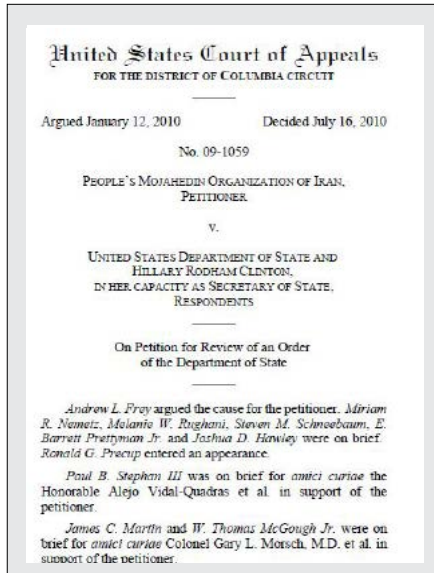 United States Court of Appeals
FOR THE DISTRICT OF COLUMBIA CIRCUIT
Argued January 12, 2010 Decided July 16, 2010
No. 09-1059
PEOPLE'S MOJAHEDIN ORGANIZATION OF IRAN,
PETITIONER
v.
UNITED STATES DEPARTMENT OF STATE AND
HILLARY RODHAM CLINTON,
IN HER CAPACITY AS SECRETARY OF STATE,
RESPONDENTS
On Petition for Review of an Order
of the Department of State
Andrew L. Frey argued the cause for the petitioner. Miriam
R. Nemetz, Melanie W. Rughani, Steven M. Schneebaum, E.
Barrett Prettyman Jr. and Joshua D. Hawley were on brief.
Ronald G. Precup entered an appearance.
Paul B. Stephan III was on brief for amici curiae the
Honorable Alejo Vidal-Quadras et al. in support of the
petitioner.
James C. Martin and W. Thomas McGough Jr. were on
brief for amici curiae Colonel Gary L. Morsch, M.D. et al. in
support of the petitioner.